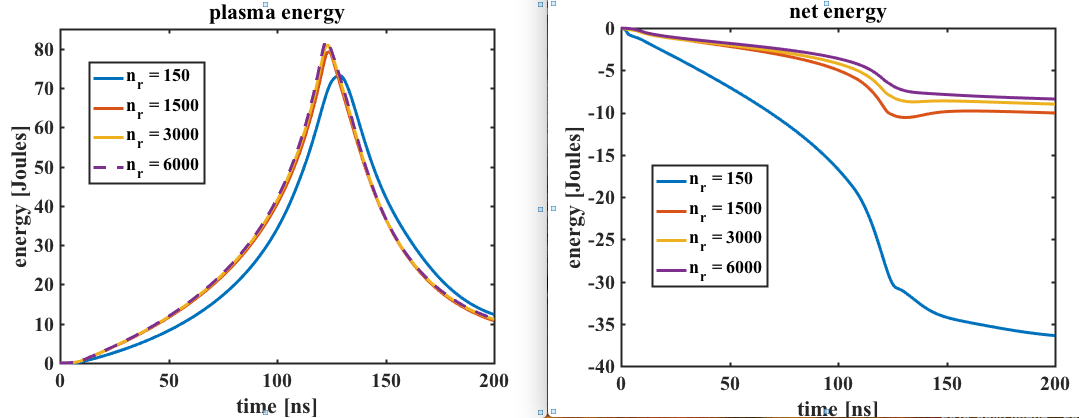 plasma energy
80
70
60
50
40
30
20
10
0
energy [Joules]
n_r = 150
n_r = 1500
n_r = 3000
n_r = 6000
0 50 100 150 200
time [ns]
net energy
0
-5
-10
-15
-20
-25
-30
-35
-40
energy [Joules]
n_r = 150
n_r = 1500
n_r = 3000
n_r = 6000
0 50 100 150 200
time [ns]